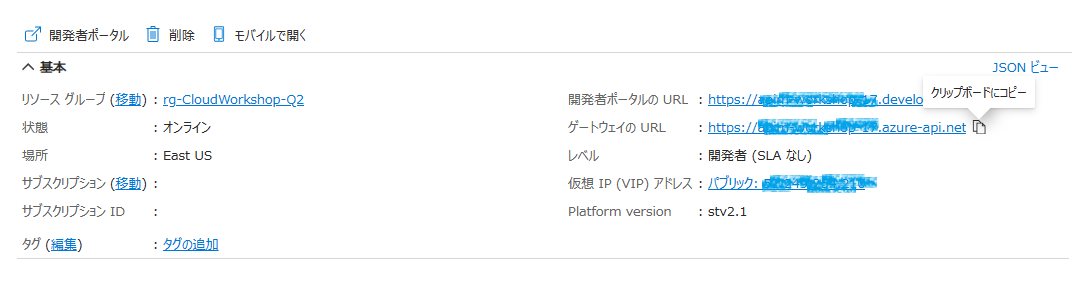 開発者ポータル 削除 モバイルで開く
基本
JSON ビュー
クリップボードにコピー
リソース グループ (移動) : rg-CloudWorkshop-Q2
状態 : オンライン
場所 : East US
サブスクリプション (移動) :
サブスクリプション ID :
タグ (編集) : タグの追加
開発者ポータルの URL : https://
ゲートウェイの URL : https:// .azure-api.net
レベル : 開発者 (SLA なし)
仮想 IP (VIP) アドレス : パブリック:
Platform version : stv2.1